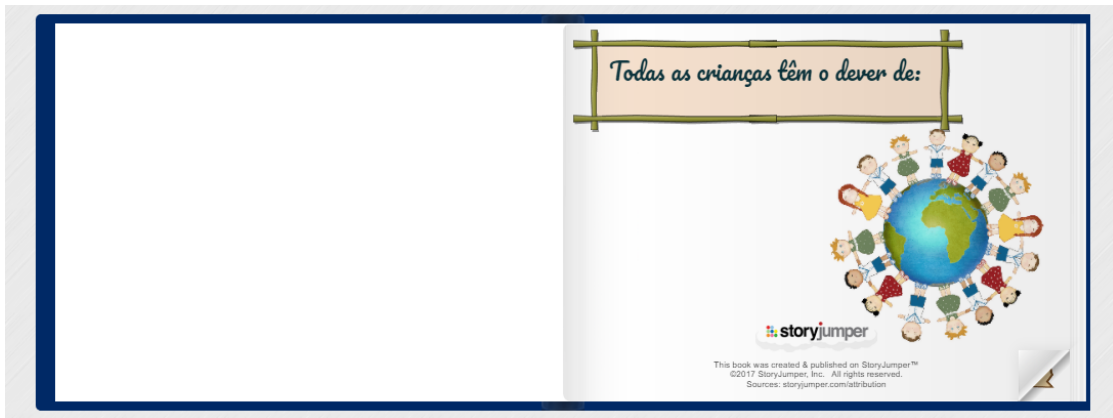 Todas as crianças têm o dever de:
storyjumper
This book was created & published on StoryJumper™
©2017 StoryJumper, Inc. All rights reserved.
Sources: storyjumper.com/attribution